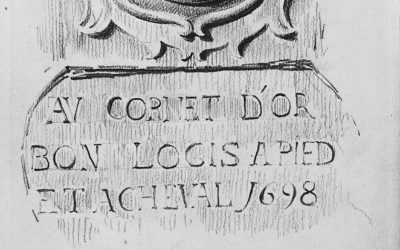 AV CORNET D'OR
BON LOGIS A PIED
ET A CHEVAL 1698